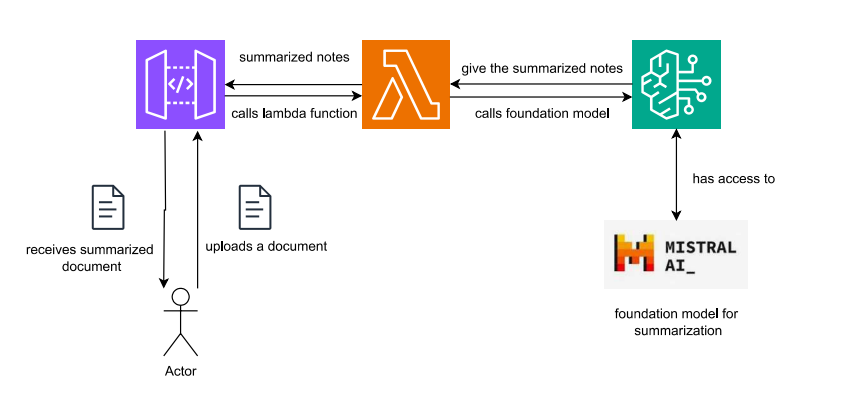 summarized notes
give the summarized notes
</>
calls lambda function
calls foundation model
has access to
receives summarized
document
uploads a document
MISTRAL
AI_
foundation model for
summarization
Actor